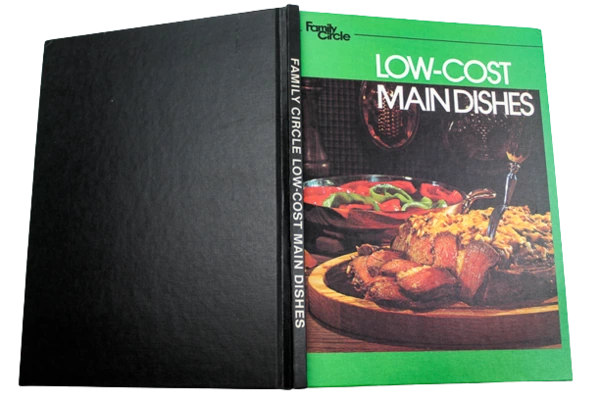 FAMILY CIRCLE LOW-COST MAIN DISHES
Family
Circle
LOW-COST
MAIN DISHES